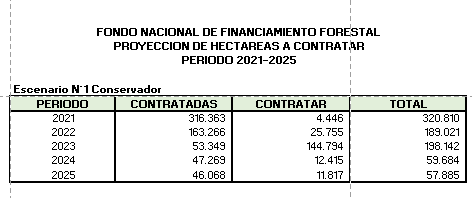 FONDO NACIONAL DE FINANCIAMIENTO FORESTAL
PROYECCION DE HECTAREAS A CONTRATAR
PERIODO 2021-2025
Escenario N°1 Conservador
PERIODO CONTRATADAS CONTRATAR TOTAL
2021 316.363 4.446 320.810
2022 163.266 25.755 189.021
2023 53.349 144.794 198.142
2024 47.269 12.415 59.684
2025 46.068 11.817 57.885